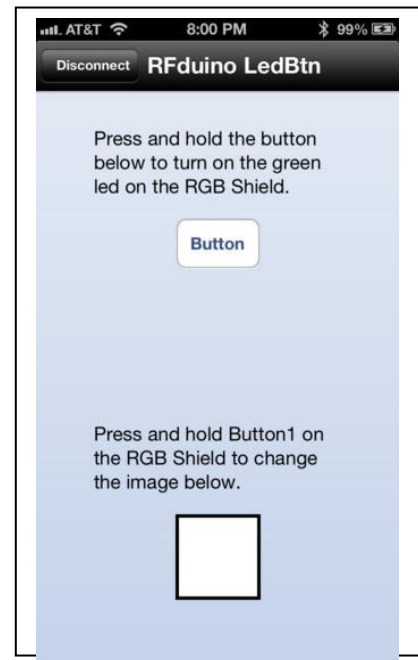 AT&T 8:00 PM 99%
Disconnect RFduino LedBtn
Press and hold the button
below to turn on the green
led on the RGB Shield.
Button
Press and hold Button1 on
the RGB Shield to change
the image below.